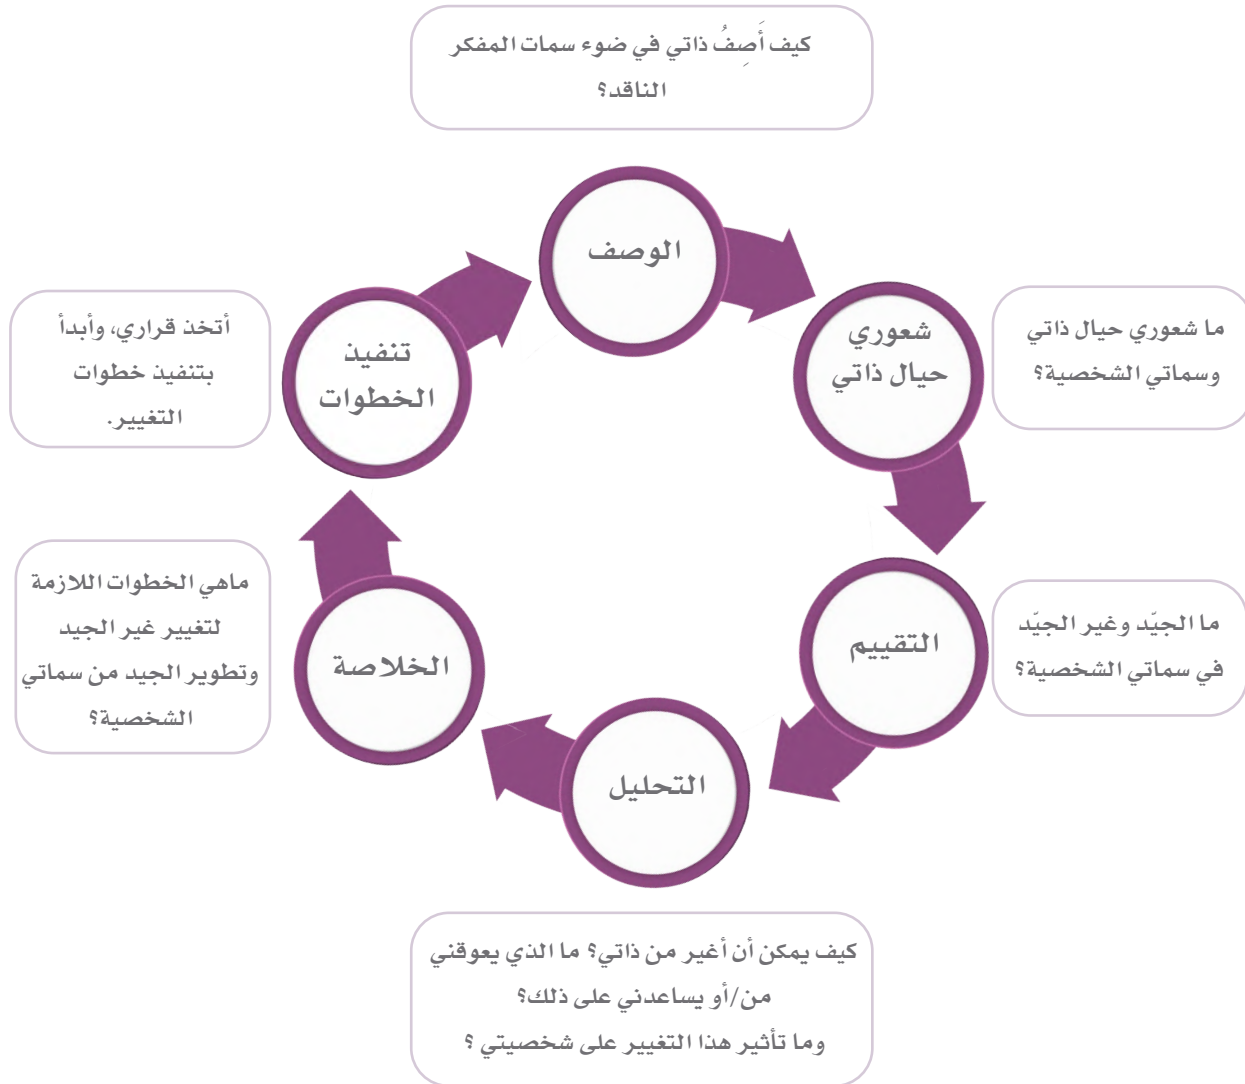 كيف أَصِفُ ذاتي في ضوء سمات المفكر
الناقد؟
الوصف
شعوري
حيال ذاتي
ما شعوري حيال ذاتي
وسماتي الشخصية؟
التقييم
ما الجيّد وغير الجيّد
في سماتي الشخصية؟
التحليل
كيف يمكن أن أغير من ذاتي؟ ما الذي يعوقني
من/أو يساعدني على ذلك؟
وما تأثير هذا التغيير على شخصيتي ؟
الخلاصة
ماهي الخطوات اللازمة
لتغيير غير الجيد
وتطوير الجيد من سماتي
الشخصية؟
تنفيذ
الخطوات
أتخذ قراري، وأبدأ
بتنفيذ خطوات
التغيير.